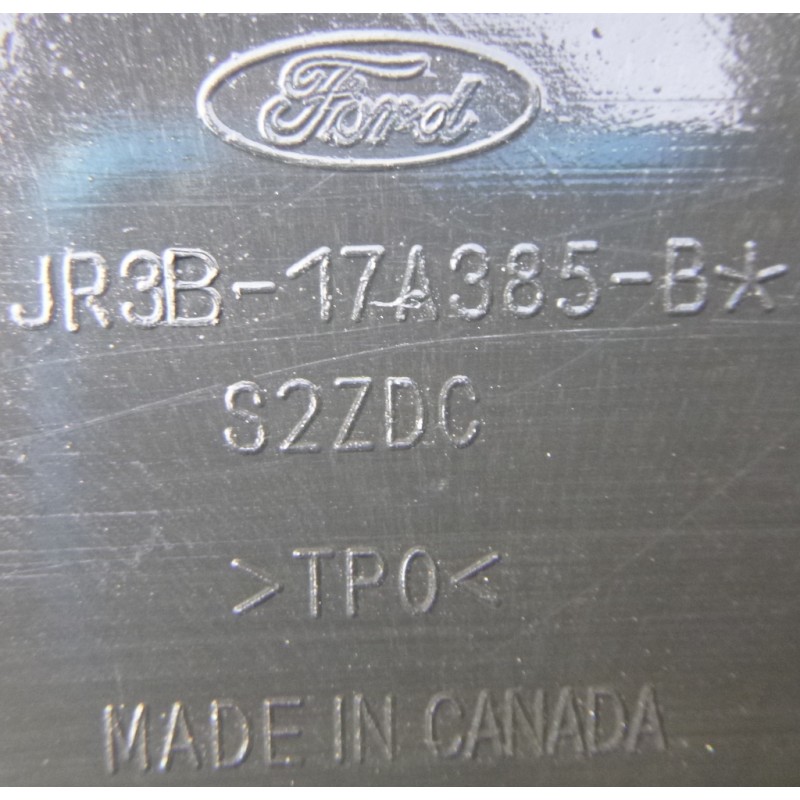 Ford
JR3B-17A385-B*
S2ZDC
>TPO<
MADE IN CANADA